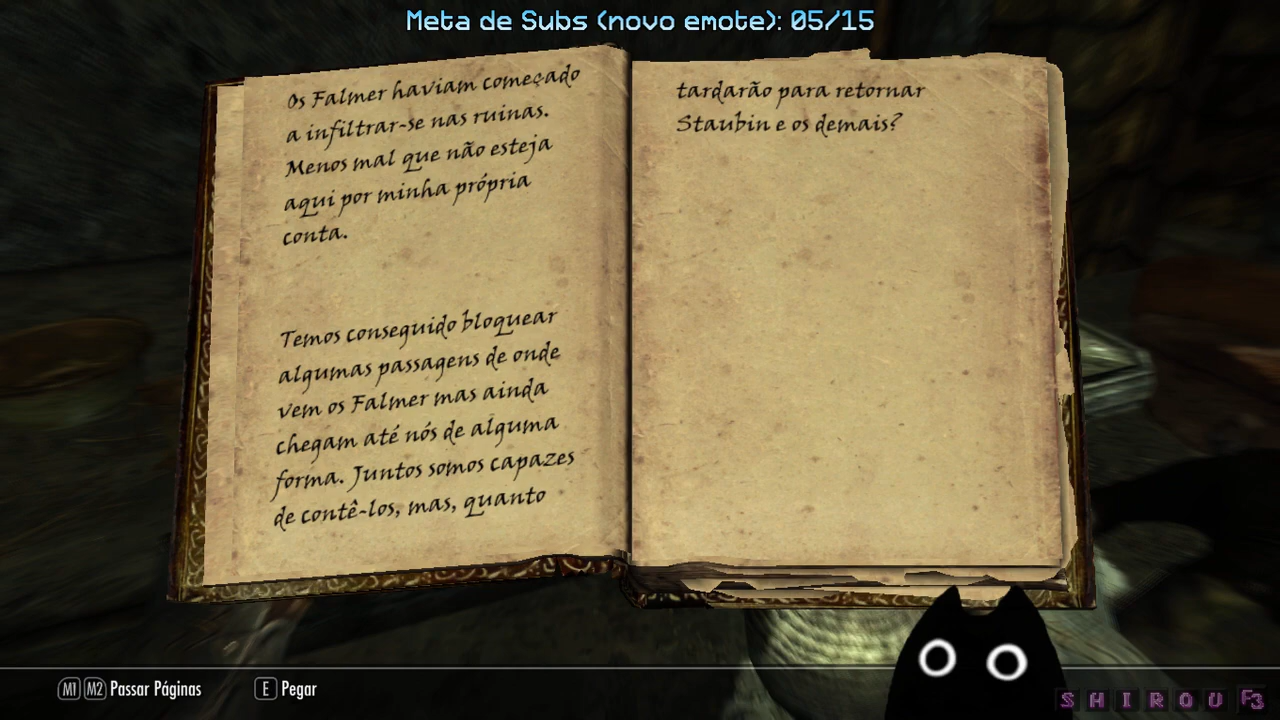 Meta de Subs (novo emote): 05/15
Os Falmer haviam começado
a infiltrar-se nas ruinas.
Menos mal que não esteja
aqui por minha própria
conta.
Temos conseguido bloquear
algumas passagens de onde
vem os Falmer mas ainda
chegam até nós de alguma
forma. Juntos somos capazes
de contê-los, mas, quanto
tardarão para retornar
Staubin e os demais?
M1 M2 Passar Páginas
E Pegar
SHIROU F3